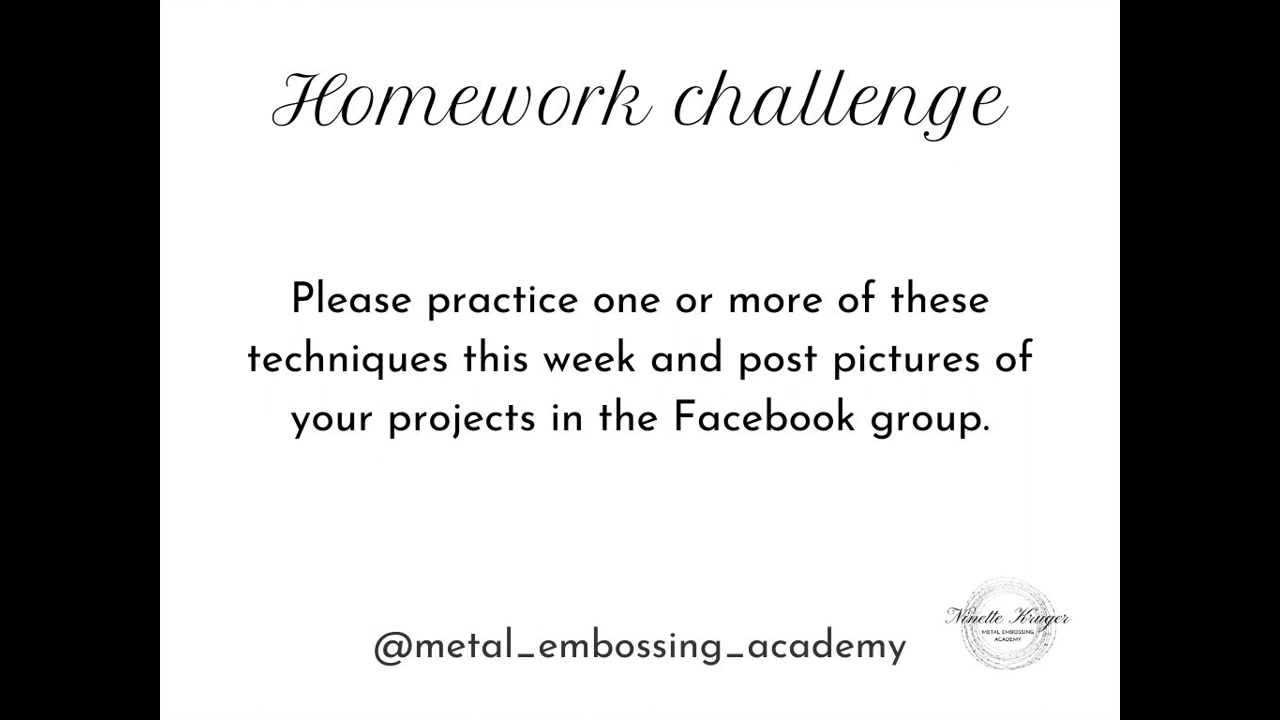 Homework challenge
Please practice one or more of these
techniques this week and post pictures of
your projects in the Facebook group.
@metal_embossing_academy
Ninette Kruger
METAL EMBOSSING
ACADEMY